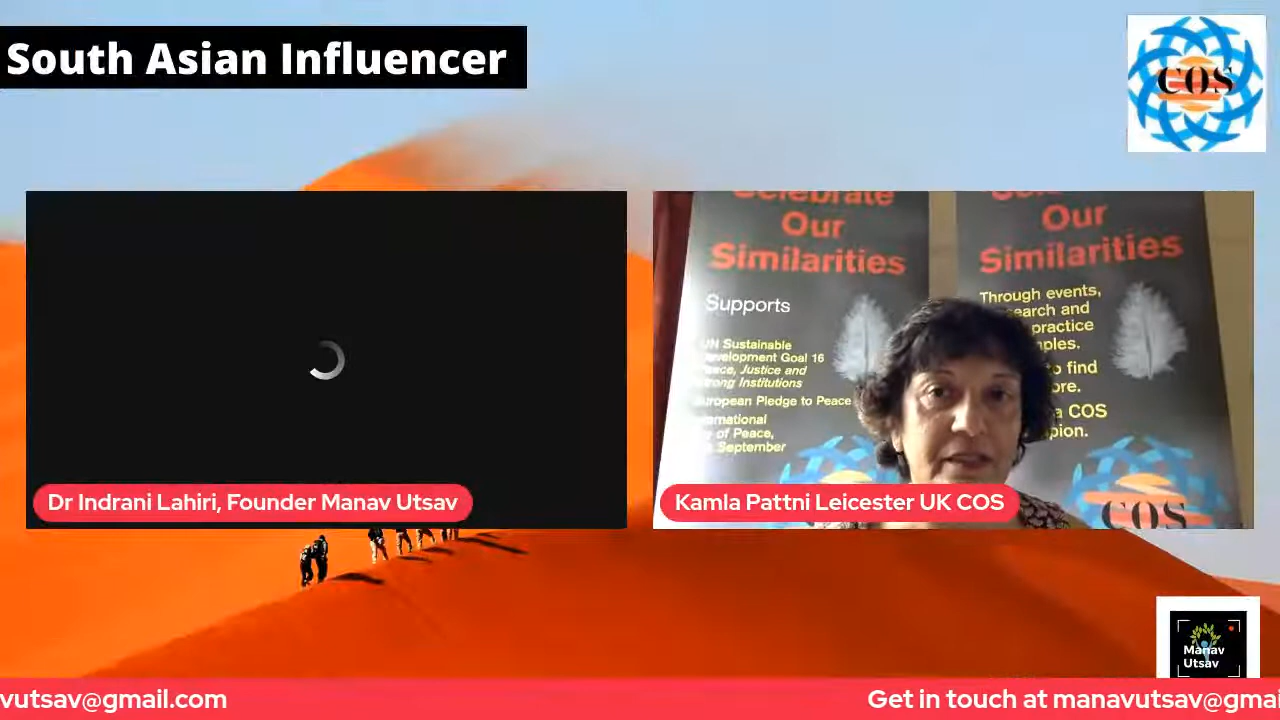 South Asian Influencer
COS
Celebrate
Our
Similarities
Supports
UN Sustainable
Development Goal 16
Peace, Justice and
Strong Institutions
European Pledge to Peace
International
of Peace,
September
Our
Similarities
Through events,
and
practice
to find
a COS
COS
Dr Indrani Lahiri, Founder Manav Utsav
Kamla Pattni Leicester UK COS
Manav
Utsav
vutsav@gmail.com
Get in touch at manavutsav@gmai